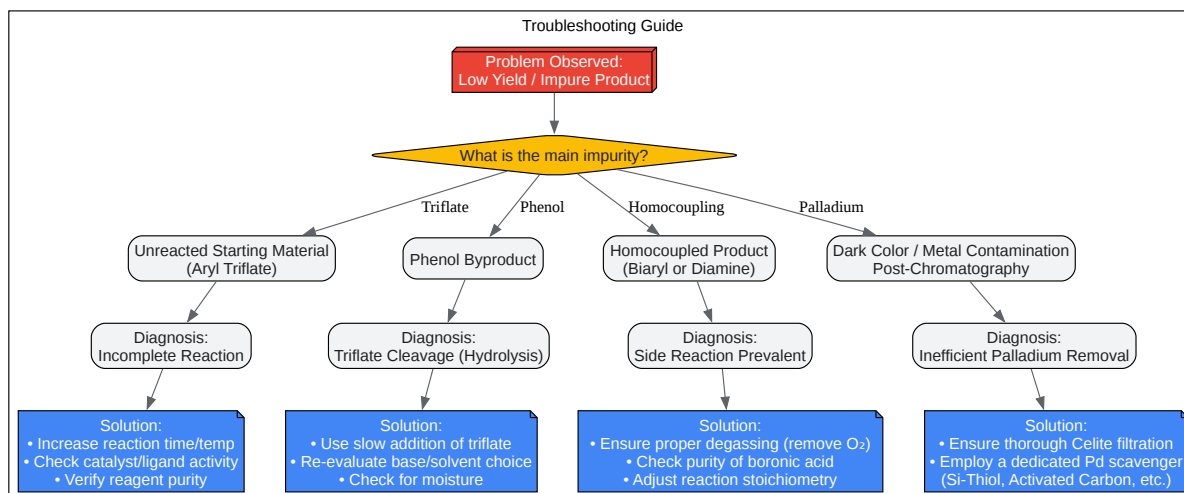 Troubleshooting Guide
Problem Observed:
Low Yield / Impure Product
What is the main impurity?
Triflate
Phenol
Homocoupling
Palladium
Unreacted Starting Material
(Aryl Triflate)
Phenol Byproduct
Homocoupled Product
(Biaryl or Diamine)
Dark Color / Metal Contamination
Post-Chromatography
Diagnosis:
Incomplete Reaction
Diagnosis:
Triflate Cleavage (Hydrolysis)
Diagnosis:
Side Reaction Prevalent
Diagnosis:
Inefficient Palladium Removal
Solution:
• Increase reaction time/temp
• Check catalyst/ligand activity
• Verify reagent purity
Solution:
• Use slow addition of triflate
• Re-evaluate base/solvent choice
• Check for moisture
Solution:
• Ensure proper degassing (remove O₂)
• Check purity of boronic acid
• Adjust reaction stoichiometry
Solution:
• Ensure thorough Celite filtration
• Employ a dedicated Pd scavenger
(Si-Thiol, Activated Carbon, etc.)